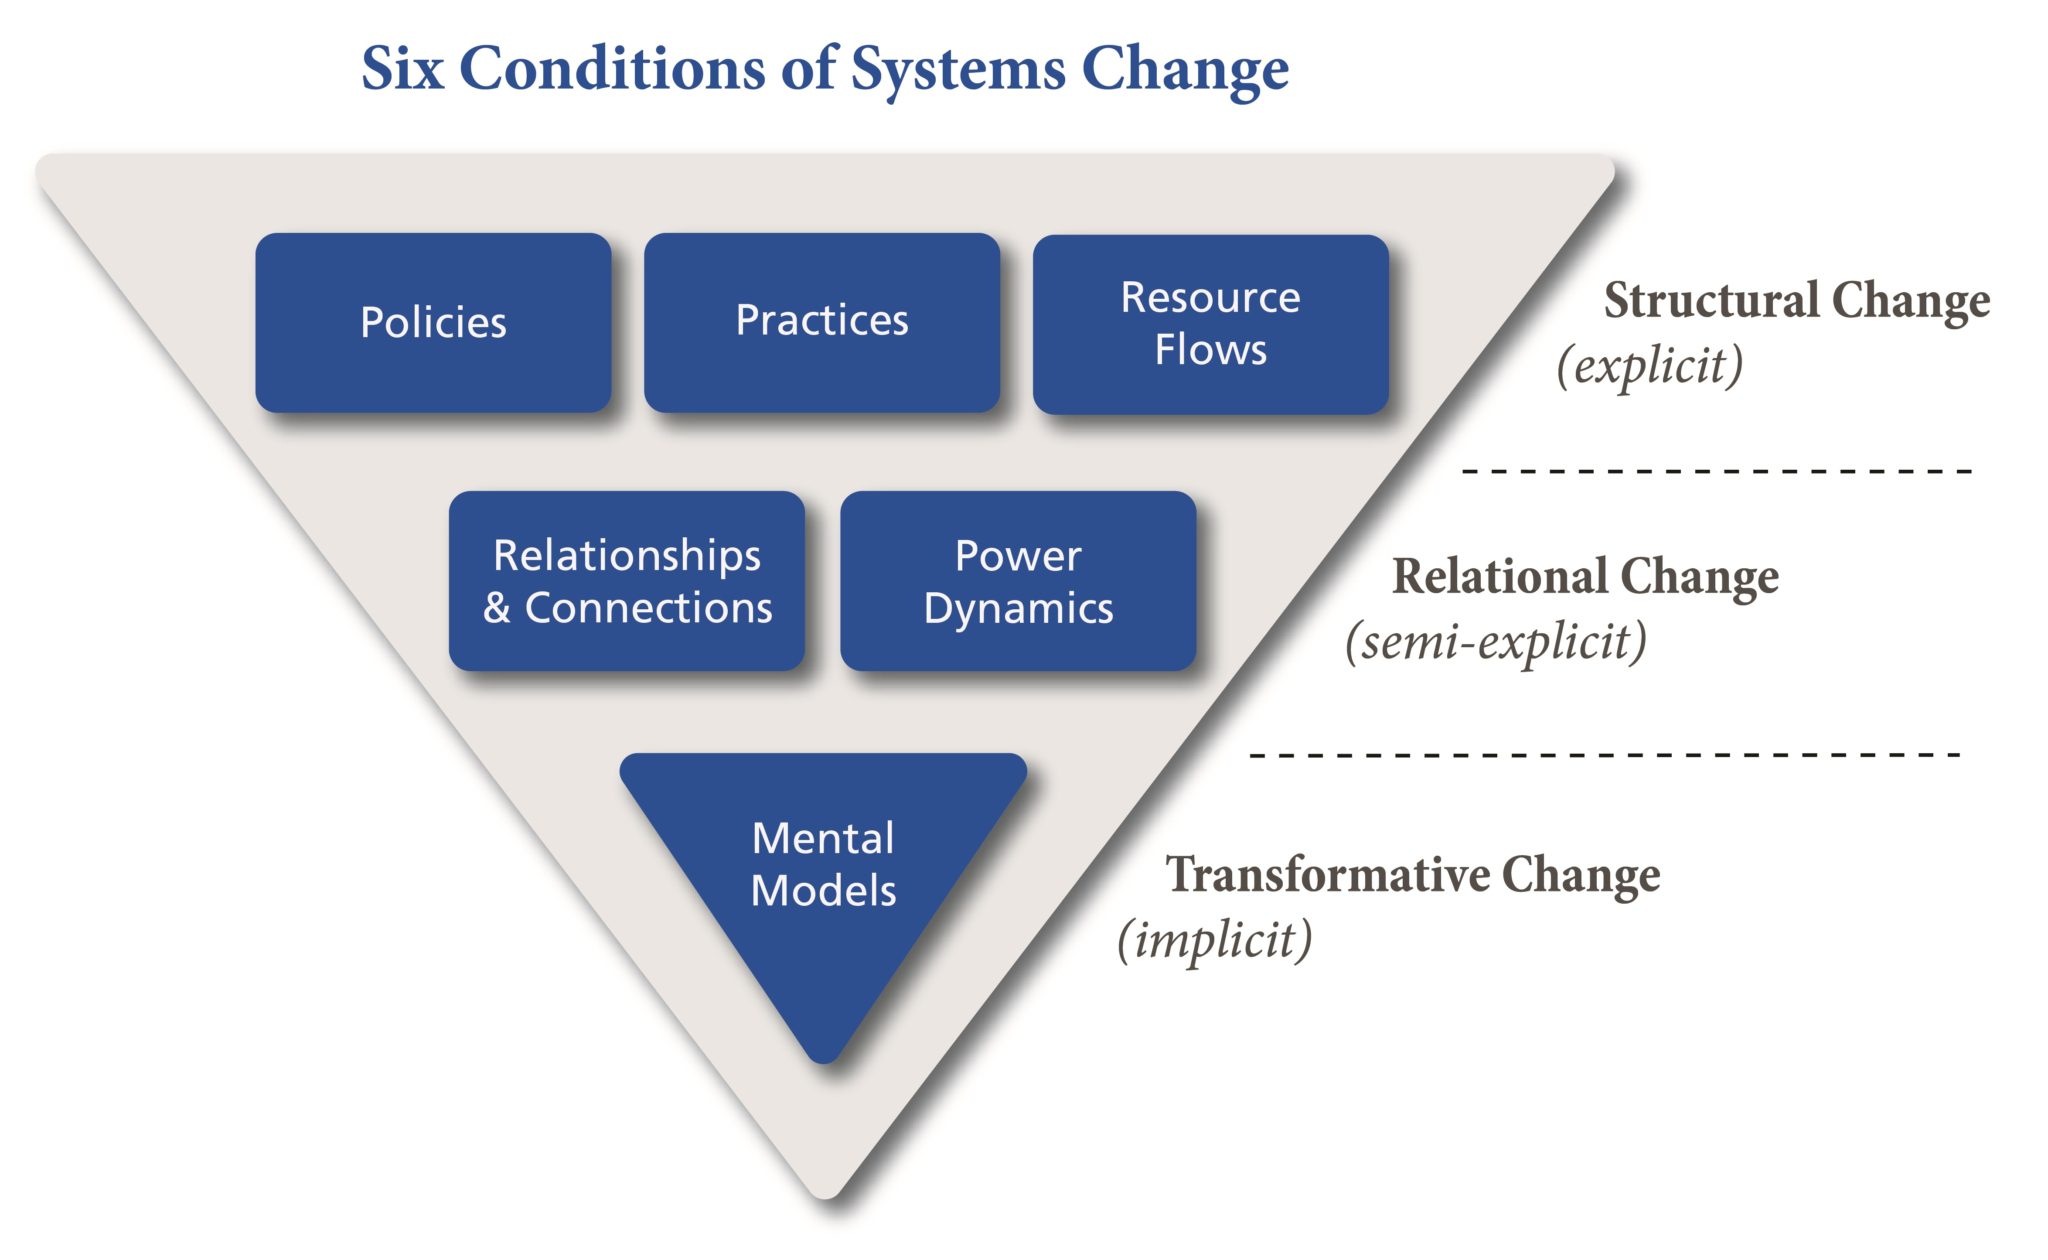 Six Conditions of Systems Change
Policies
Practices
Resource
Flows
Structural Change
(explicit)
Relationships
& Connections
Power
Dynamics
Relational Change
(semi-explicit)
Mental
Models
Transformative Change
(implicit)